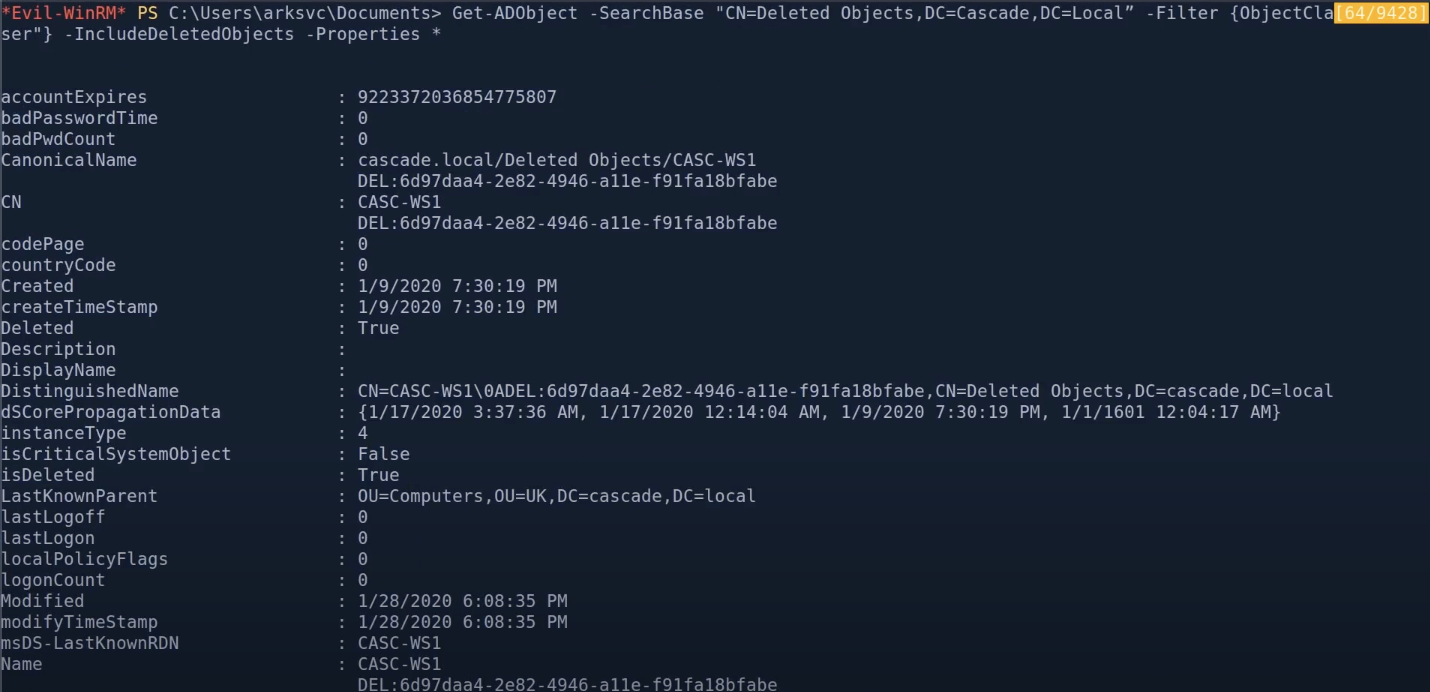 *Evil-WinRM* PS C:\Users\arksvc\Documents> Get-ADObject -SearchBase "CN=Deleted Objects,DC=Cascade,DC=Local” -Filter {ObjectCla[64/9428]
ser"} -IncludeDeletedObjects -Properties *
accountExpires : 9223372036854775807
badPasswordTime : 0
badPwdCount : 0
CanonicalName : cascade.local/Deleted Objects/CASC-WS1
DEL:6d97daa4-2e82-4946-a11e-f91fa18bfabe
CN : CASC-WS1
DEL:6d97daa4-2e82-4946-a11e-f91fa18bfabe
codePage : 0
countryCode : 0
Created : 1/9/2020 7:30:19 PM
createTimeStamp : 1/9/2020 7:30:19 PM
Deleted : True
Description :
DisplayName :
DistinguishedName : CN=CASC-WS1\0ADEL:6d97daa4-2e82-4946-a11e-f91fa18bfabe,CN=Deleted Objects,DC=cascade,DC=local
dSCorePropagationData : {1/17/2020 3:37:36 AM, 1/17/2020 12:14:04 AM, 1/9/2020 7:30:19 PM, 1/1/1601 12:04:17 AM}
instanceType : 4
isCriticalSystemObject : False
isDeleted : True
LastKnownParent : OU=Computers,OU=UK,DC=cascade,DC=local
lastLogoff : 0
lastLogon : 0
localPolicyFlags : 0
logonCount : 0
Modified : 1/28/2020 6:08:35 PM
modifyTimeStamp : 1/28/2020 6:08:35 PM
msDS-LastKnownRDN : CASC-WS1
Name : CASC-WS1
DEL:6d97daa4-2e82-4946-a11e-f91fa18bfabe